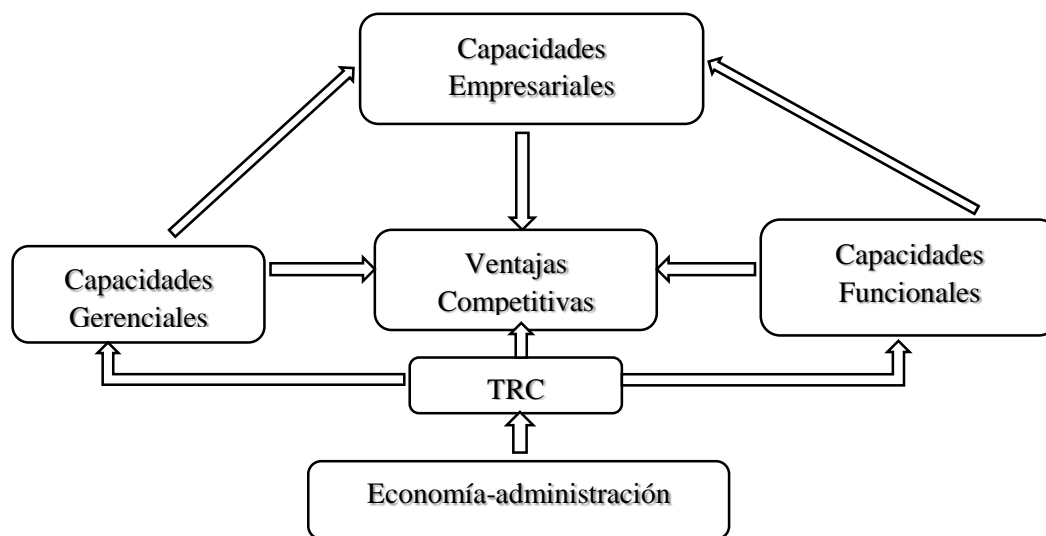 Capacidades
Empresariales
Ventajas
Competitivas
Capacidades
Gerenciales
Capacidades
Funcionales
TRC
Economía-administración